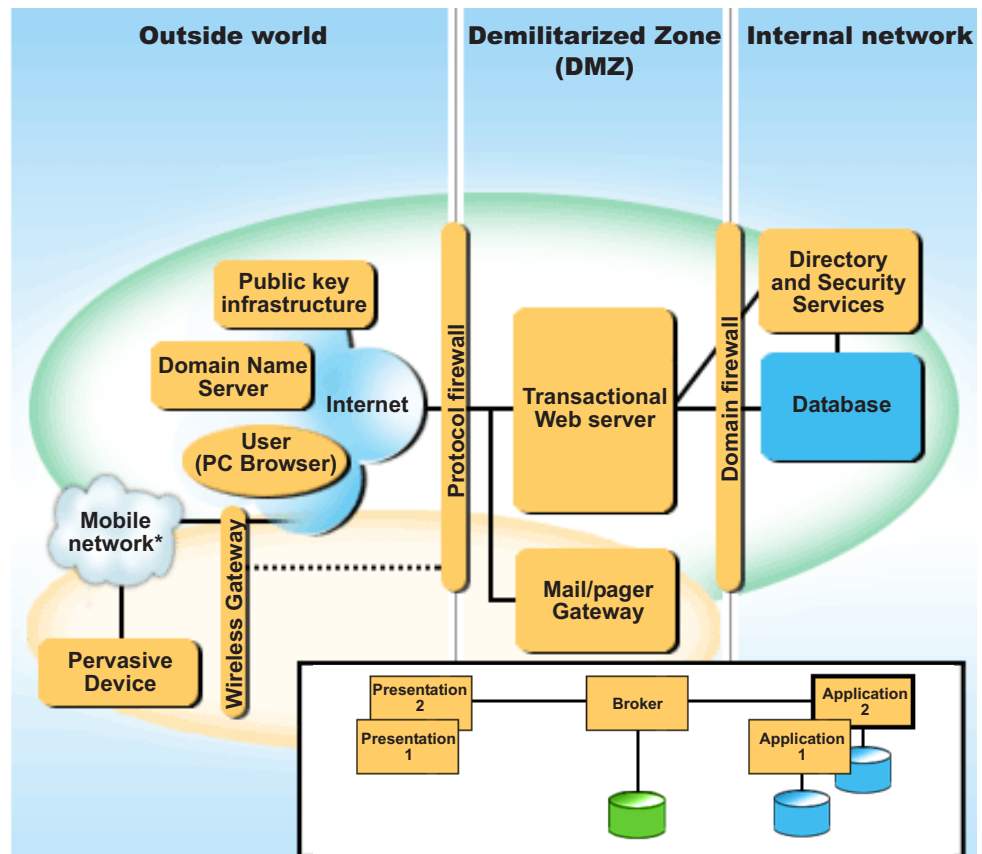 Outside world
Demilitarized Zone
(DMZ)
Internal network
Public key
infrastructure
Domain Name
Server
Internet
User
(PC Browser)
Mobile
network*
Wireless Gateway
Pervasive
Device
Protocol firewall
Transactional
Web server
Mail/pager
Gateway
Domain firewall
Directory
and Security
Services
Database
Presentation
2
Presentation
1
Broker
Application
2
Application
1